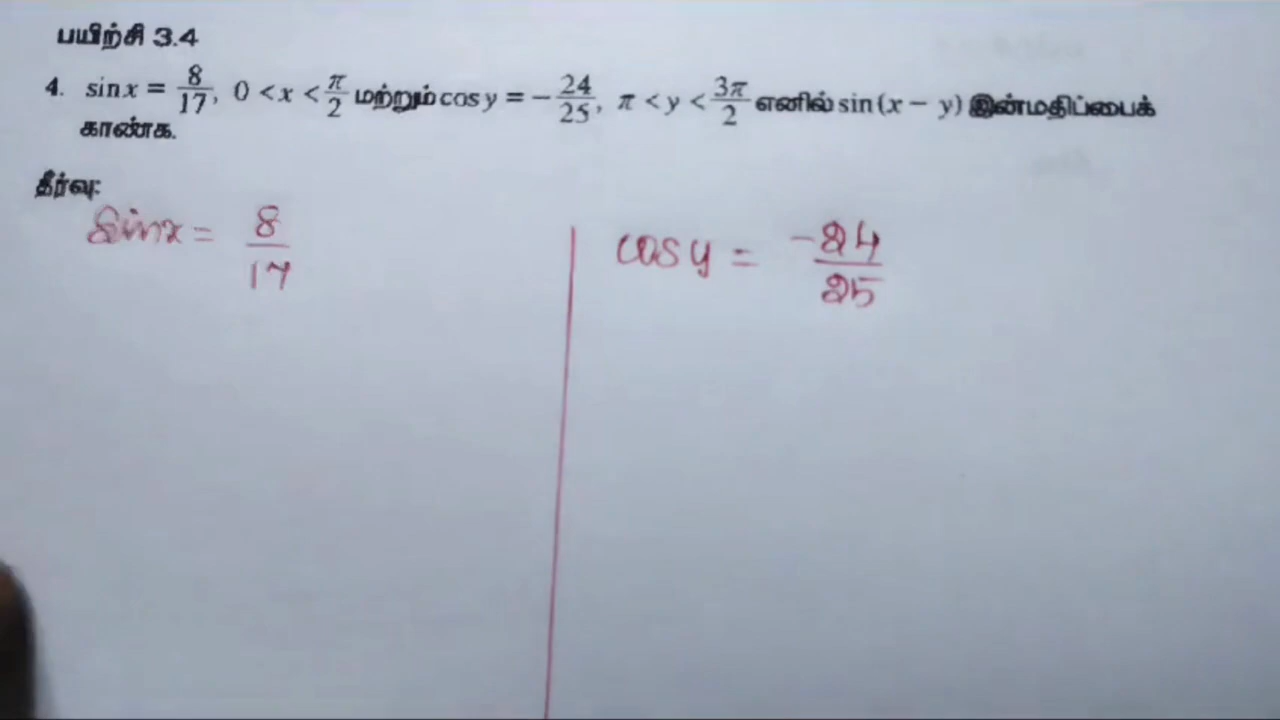 பயிற்சி 3.4
4. sin x = 8/17, 0 < x < π/2 மற்றும் cos y = −24/25, π < y < 3π/2 எனில் sin (x − y) இன்மதிப்பைக்
காண்க.
தீர்வு:
Sinx = 8/17
cos y = -24/25